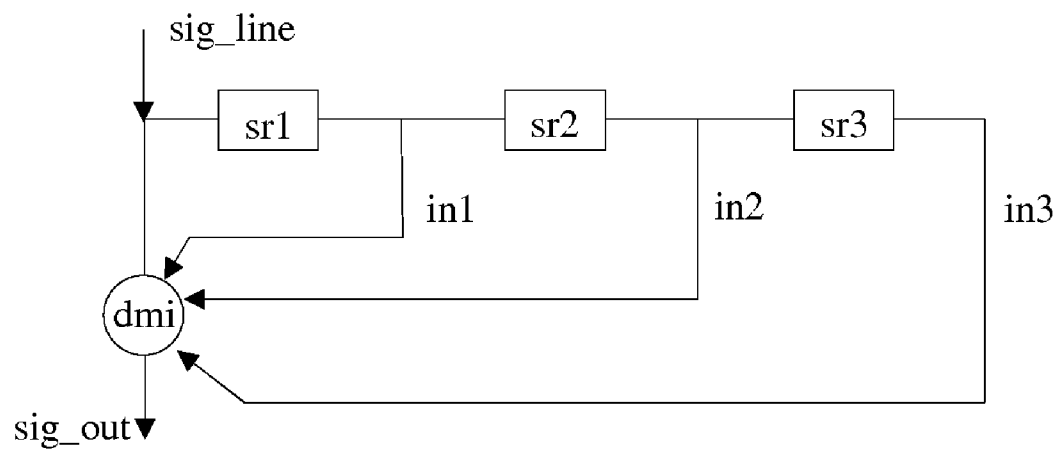 sig_line
sr1
sr2
sr3
in1
in2
in3
dmi
sig_out